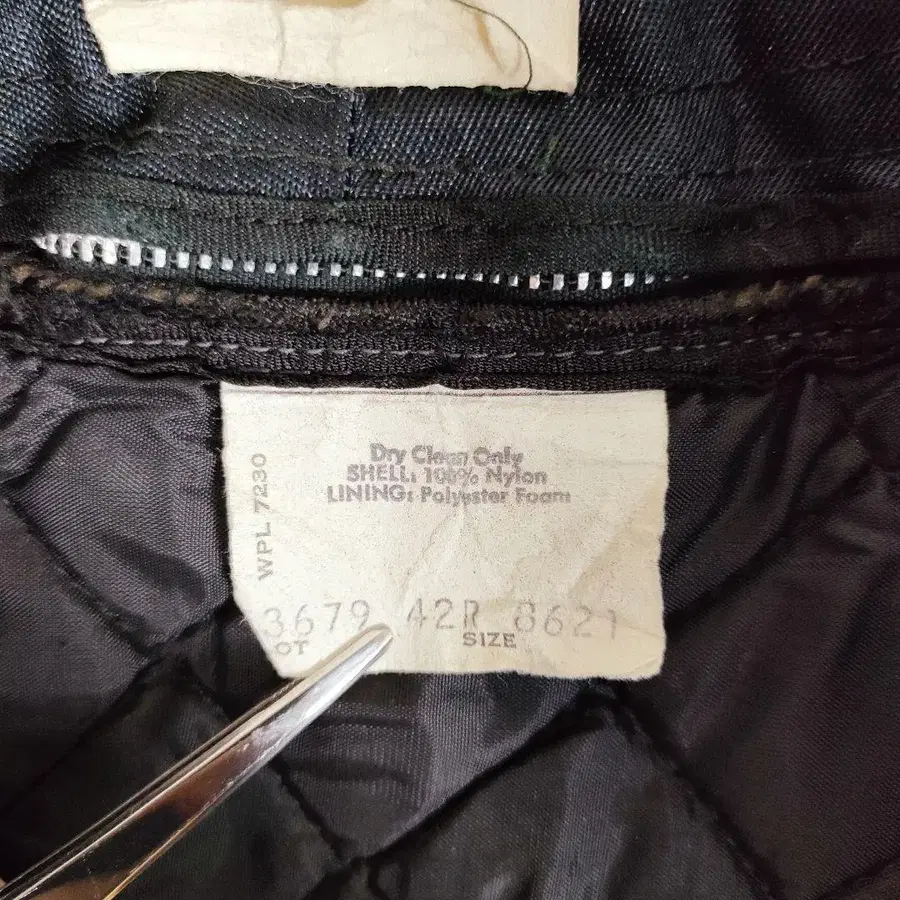 Dry Clean Only
SHELL: 100% Nylon
LINING: Polyester Foam
WPL 7230
3679 42R 8621
OT SIZE